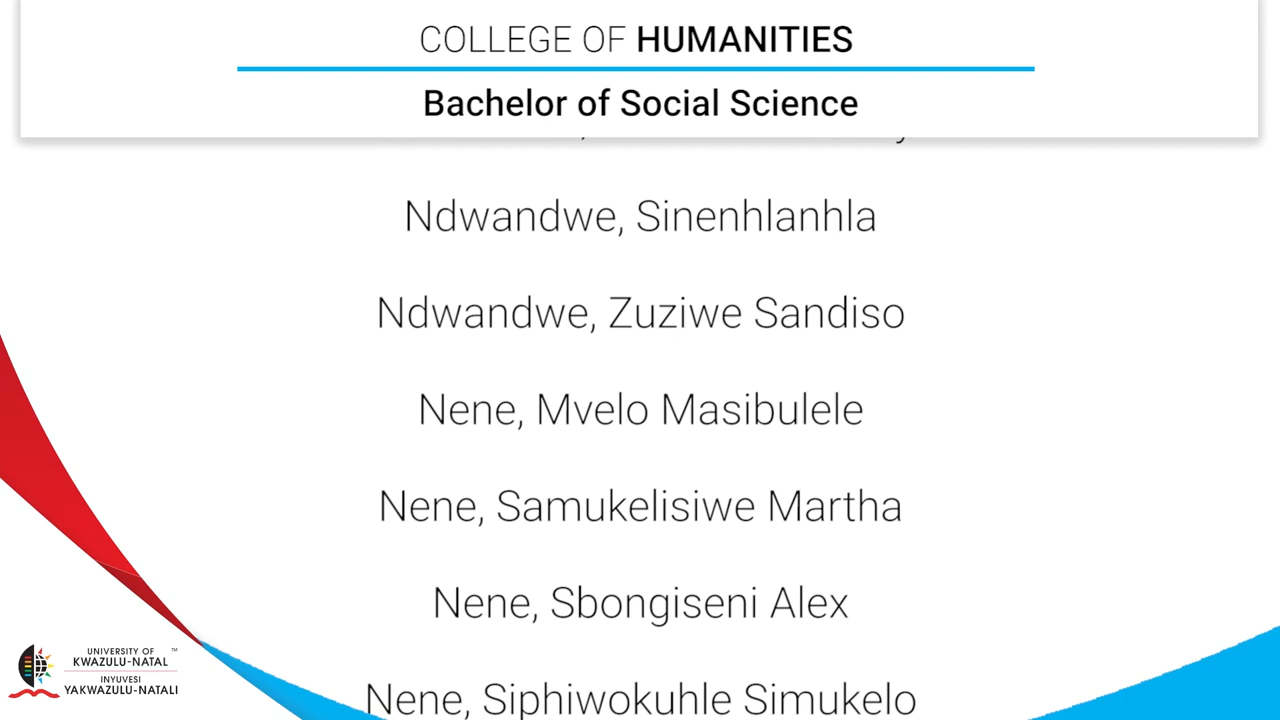 COLLEGE OF HUMANITIES
Bachelor of Social Science
Ndwandwe, Sinenhlanhla
Ndwandwe, Zuziwe Sandiso
Nene, Mvelo Masibulele
Nene, Samukelisiwe Martha
Nene, Sbongiseni Alex
Nene, Siphiwokuhle Simukelo
UNIVERSITY OF ™
KWAZULU-NATAL
INYUVESI
YAKWAZULU-NATALI